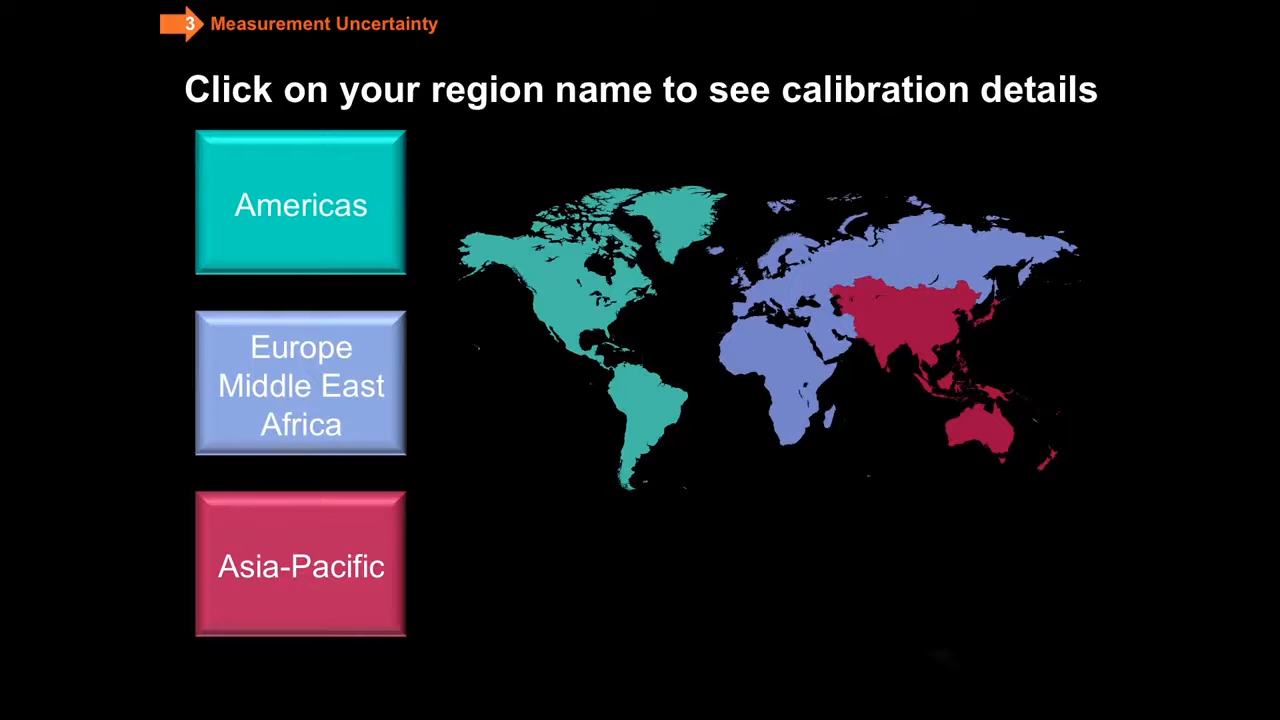 3 Measurement Uncertainty
Click on your region name to see calibration details
Americas
Europe
Middle East
Africa
Asia-Pacific